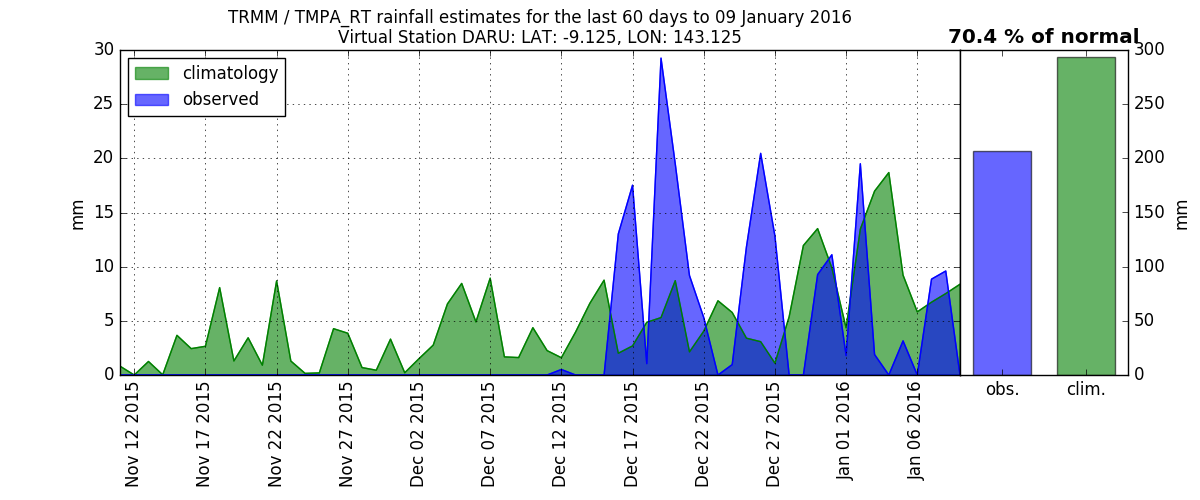 TRMM / TMPA_RT rainfall estimates for the last 60 days to 09 January 2016
Virtual Station DARU: LAT: -9.125, LON: 143.125
70.4 % of normal
climatology
observed
mm
30
25
20
15
10
5
0
Nov 12 2015
Nov 17 2015
Nov 22 2015
Nov 27 2015
Dec 02 2015
Dec 07 2015
Dec 12 2015
Dec 17 2015
Dec 22 2015
Dec 27 2015
Jan 01 2016
Jan 06 2016
obs.
clim.
300
250
200
150
100
50
0
mm